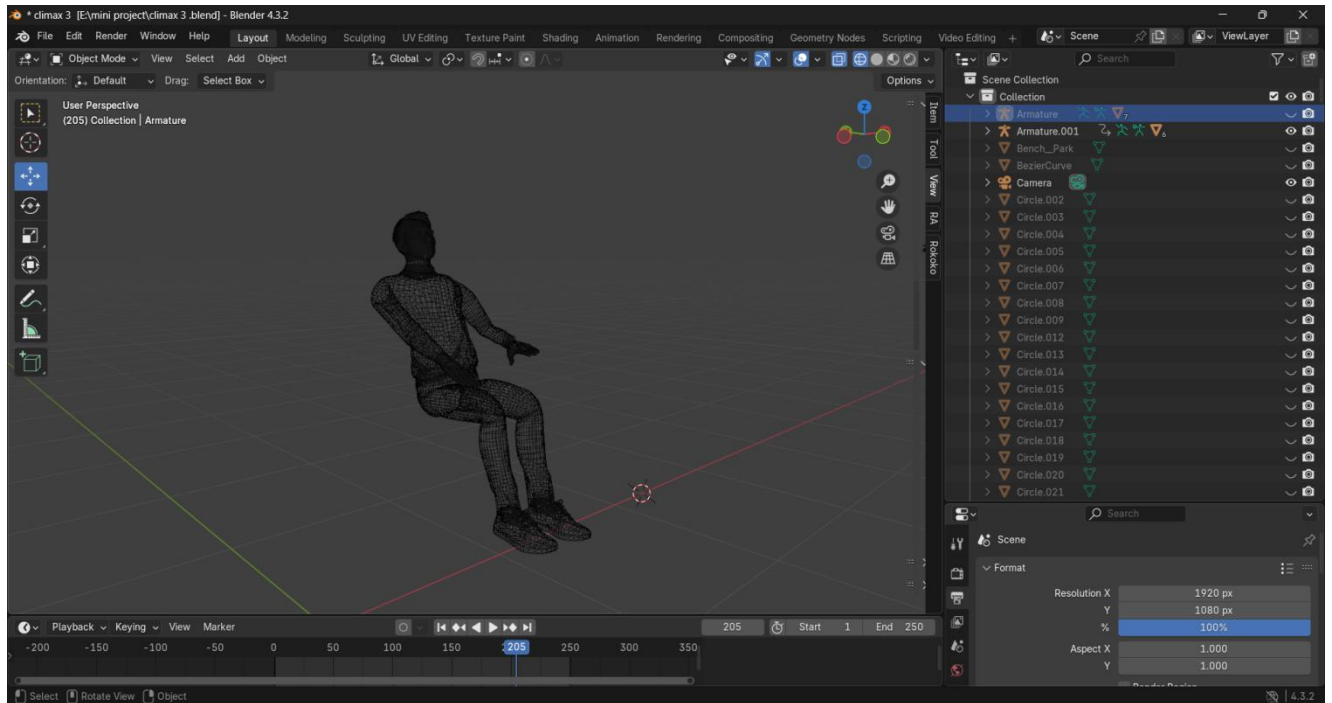 * climax 3 [E:\mini project\climax 3 .blend] - Blender 4.3.2
File Edit Render Window Help Layout Modeling Sculpting UV Editing Texture Paint Shading Animation Rendering Compositing Geometry Nodes Scripting Video Editing + Scene ViewLayer
Object Mode View Select Add Object Global Search
Orientation: Default Drag: Select Box Options
User Perspective
(205) Collection | Armature
Z
Item
Tool
View
RA
Rokoko
Scene Collection
Collection
Armature 7
Armature.001 6
Bench__Park
BezierCurve
Camera
Circle.002
Circle.003
Circle.004
Circle.005
Circle.006
Circle.007
Circle.008
Circle.009
Circle.012
Circle.013
Circle.014
Circle.015
Circle.016
Circle.017
Circle.018
Circle.019
Circle.020
Circle.021
Search
Scene
Format
Resolution X 1920 px
Y 1080 px
% 100%
Aspect X 1.000
Y 1.000
Playback Keying View Marker 205 Start 1 End 250
-200 -150 -100 -50 0 50 100 150 205 250 300 350
Select Rotate View Object 4.3.2